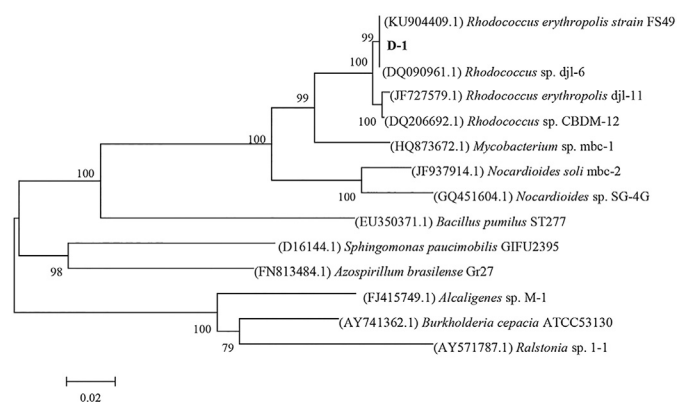 (KU904409.1) Rhodococcus erythropolis strain FS49
99
D-1
100
(DQ090961.1) Rhodococcus sp. djl-6
99
(JF727579.1) Rhodococcus erythropolis djl-11
100
(DQ206692.1) Rhodococcus sp. CBDM-12
100
(HQ873672.1) Mycobacterium sp. mbc-1
(JF937914.1) Nocardioides soli mbc-2
100
100
(GQ451604.1) Nocardioides sp. SG-4G
(EU350371.1) Bacillus pumilus ST277
(D16144.1) Sphingomonas paucimobilis GIFU2395
98
(FN813484.1) Azospirillum brasilense Gr27
(FJ415749.1) Alcaligenes sp. M-1
100
(AY741362.1) Burkholderia cepacia ATCC53130
79
(AY571787.1) Ralstonia sp. 1-1
0.02